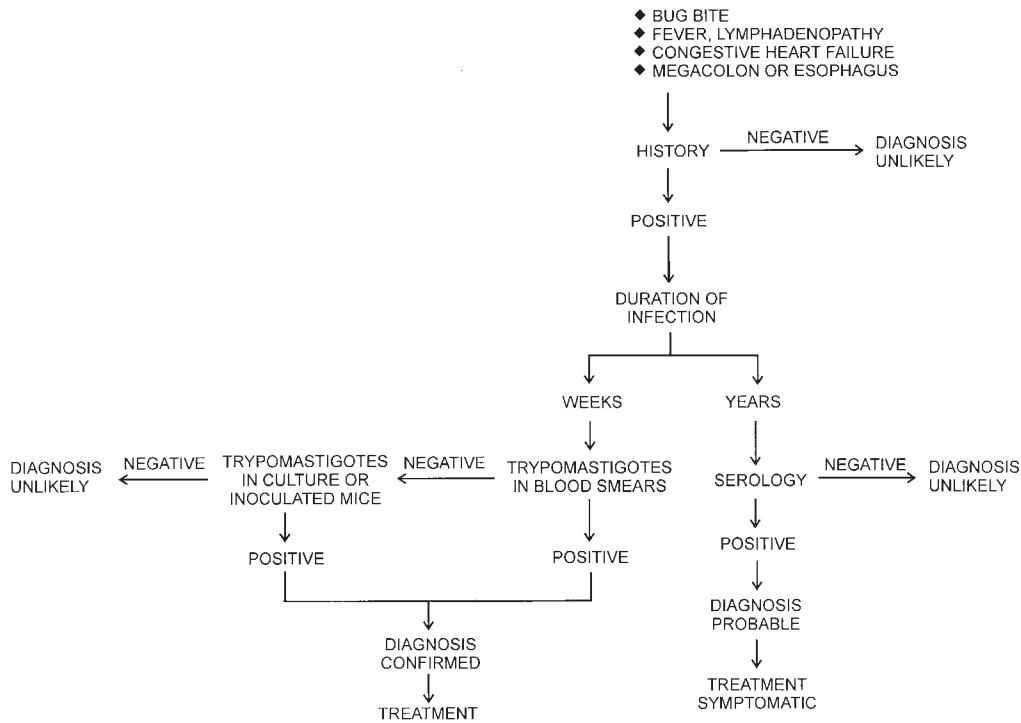 ◆ BUG BITE
◆ FEVER, LYMPHADENOPATHY
◆ CONGESTIVE HEART FAILURE
◆ MEGACOLON OR ESOPHAGUS
HISTORY
NEGATIVE
DIAGNOSIS
UNLIKELY
POSITIVE
DURATION OF
INFECTION
WEEKS
YEARS
DIAGNOSIS
UNLIKELY
NEGATIVE
TRYPOMASTIGOTES
IN CULTURE OR
INOCULATED MICE
NEGATIVE
TRYPOMASTIGOTES
IN BLOOD SMEARS
SEROLOGY
NEGATIVE
DIAGNOSIS
UNLIKELY
POSITIVE
POSITIVE
POSITIVE
DIAGNOSIS
CONFIRMED
TREATMENT
DIAGNOSIS
PROBABLE
TREATMENT
SYMPTOMATIC